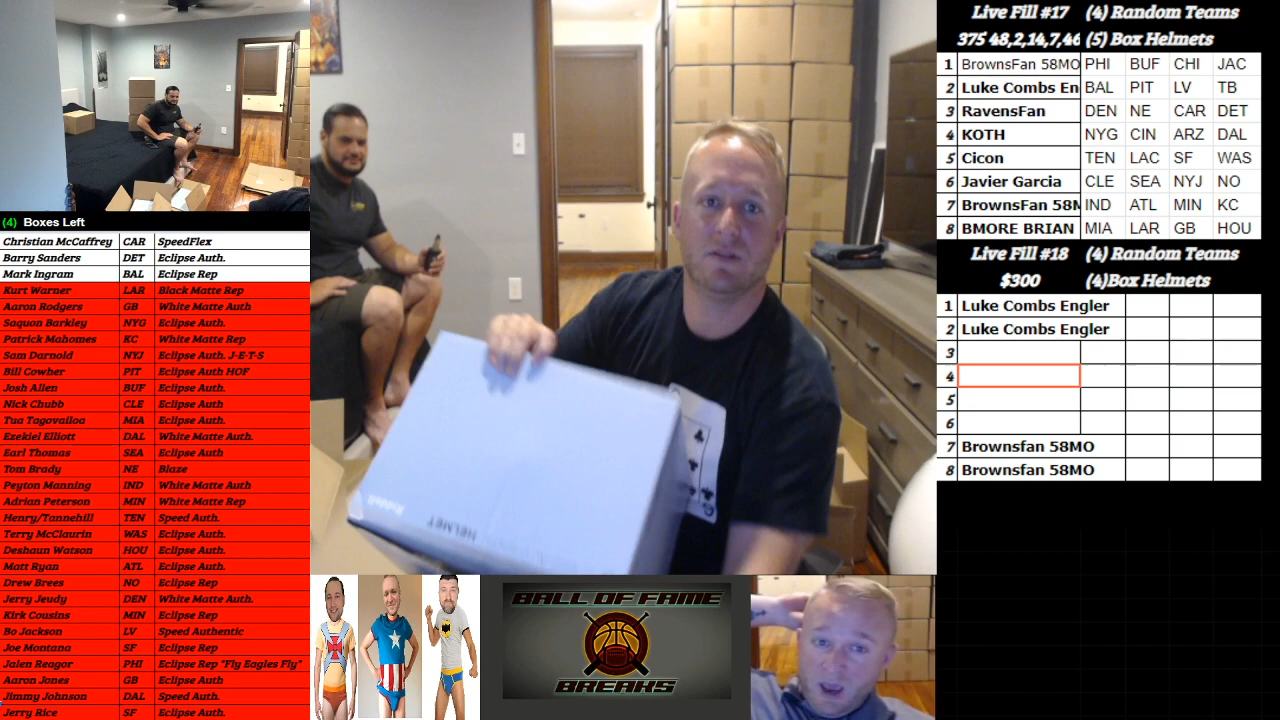 (4) Boxes Left
Christian McCaffrey CAR SpeedFlex
Barry Sanders DET Eclipse Auth.
Mark Ingram BAL Eclipse Rep
Kurt Warner LAR Black Matte Rep
Aaron Rodgers GB White Matte Auth
Saquon Barkley NYG Eclipse Auth.
Patrick Mahomes KC White Matte Rep
Sam Darnold NYJ Eclipse Auth. J-E-T-S
Bill Cowher PIT Eclipse Auth HOF
Josh Allen BUF Eclipse Auth.
Nick Chubb CLE Eclipse Auth
Tua Tagovailoa MIA Eclipse Auth.
Ezekiel Elliott DAL White Matte Auth.
Earl Thomas SEA Eclipse Auth
Tom Brady NE Blaze
Peyton Manning IND White Matte Auth
Adrian Peterson MIN White Matte Rep
Henry/Tannehill TEN Speed Auth.
Terry McClaurin WAS Eclipse Auth.
Deshaun Watson HOU Eclipse Auth.
Matt Ryan ATL Eclipse Auth.
Drew Brees NO Eclipse Rep
Jerry Jeudy DEN White Matte Auth.
Kirk Cousins MIN Eclipse Rep
Bo Jackson LV Speed Authentic
Joe Montana SF Eclipse Rep
Jalen Reagor PHI Eclipse Rep "Fly Eagles Fly"
Aaron Jones GB Eclipse Auth
Jimmy Johnson DAL Speed Auth.
Jerry Rice SF Eclipse Auth.
Riddell
HELMET
BALL OF FAME
BREAKS
Live Fill #17 (4) Random Teams
375 48,2,14,7,46 (5) Box Helmets
1 BrownsFan 58MO PHI BUF CHI JAC
2 Luke Combs En BAL PIT LV TB
3 RavensFan DEN NE CAR DET
4 KOTH NYG CIN ARZ DAL
5 Cicon TEN LAC SF WAS
6 Javier Garcia CLE SEA NYJ NO
7 BrownsFan 58M IND ATL MIN KC
8 BMORE BRIAN MIA LAR GB HOU
Live Fill #18 (4) Random Teams
$300 (4)Box Helmets
1 Luke Combs Engler
2 Luke Combs Engler
3
4
5
6
7 Brownsfan 58MO
8 Brownsfan 58MO